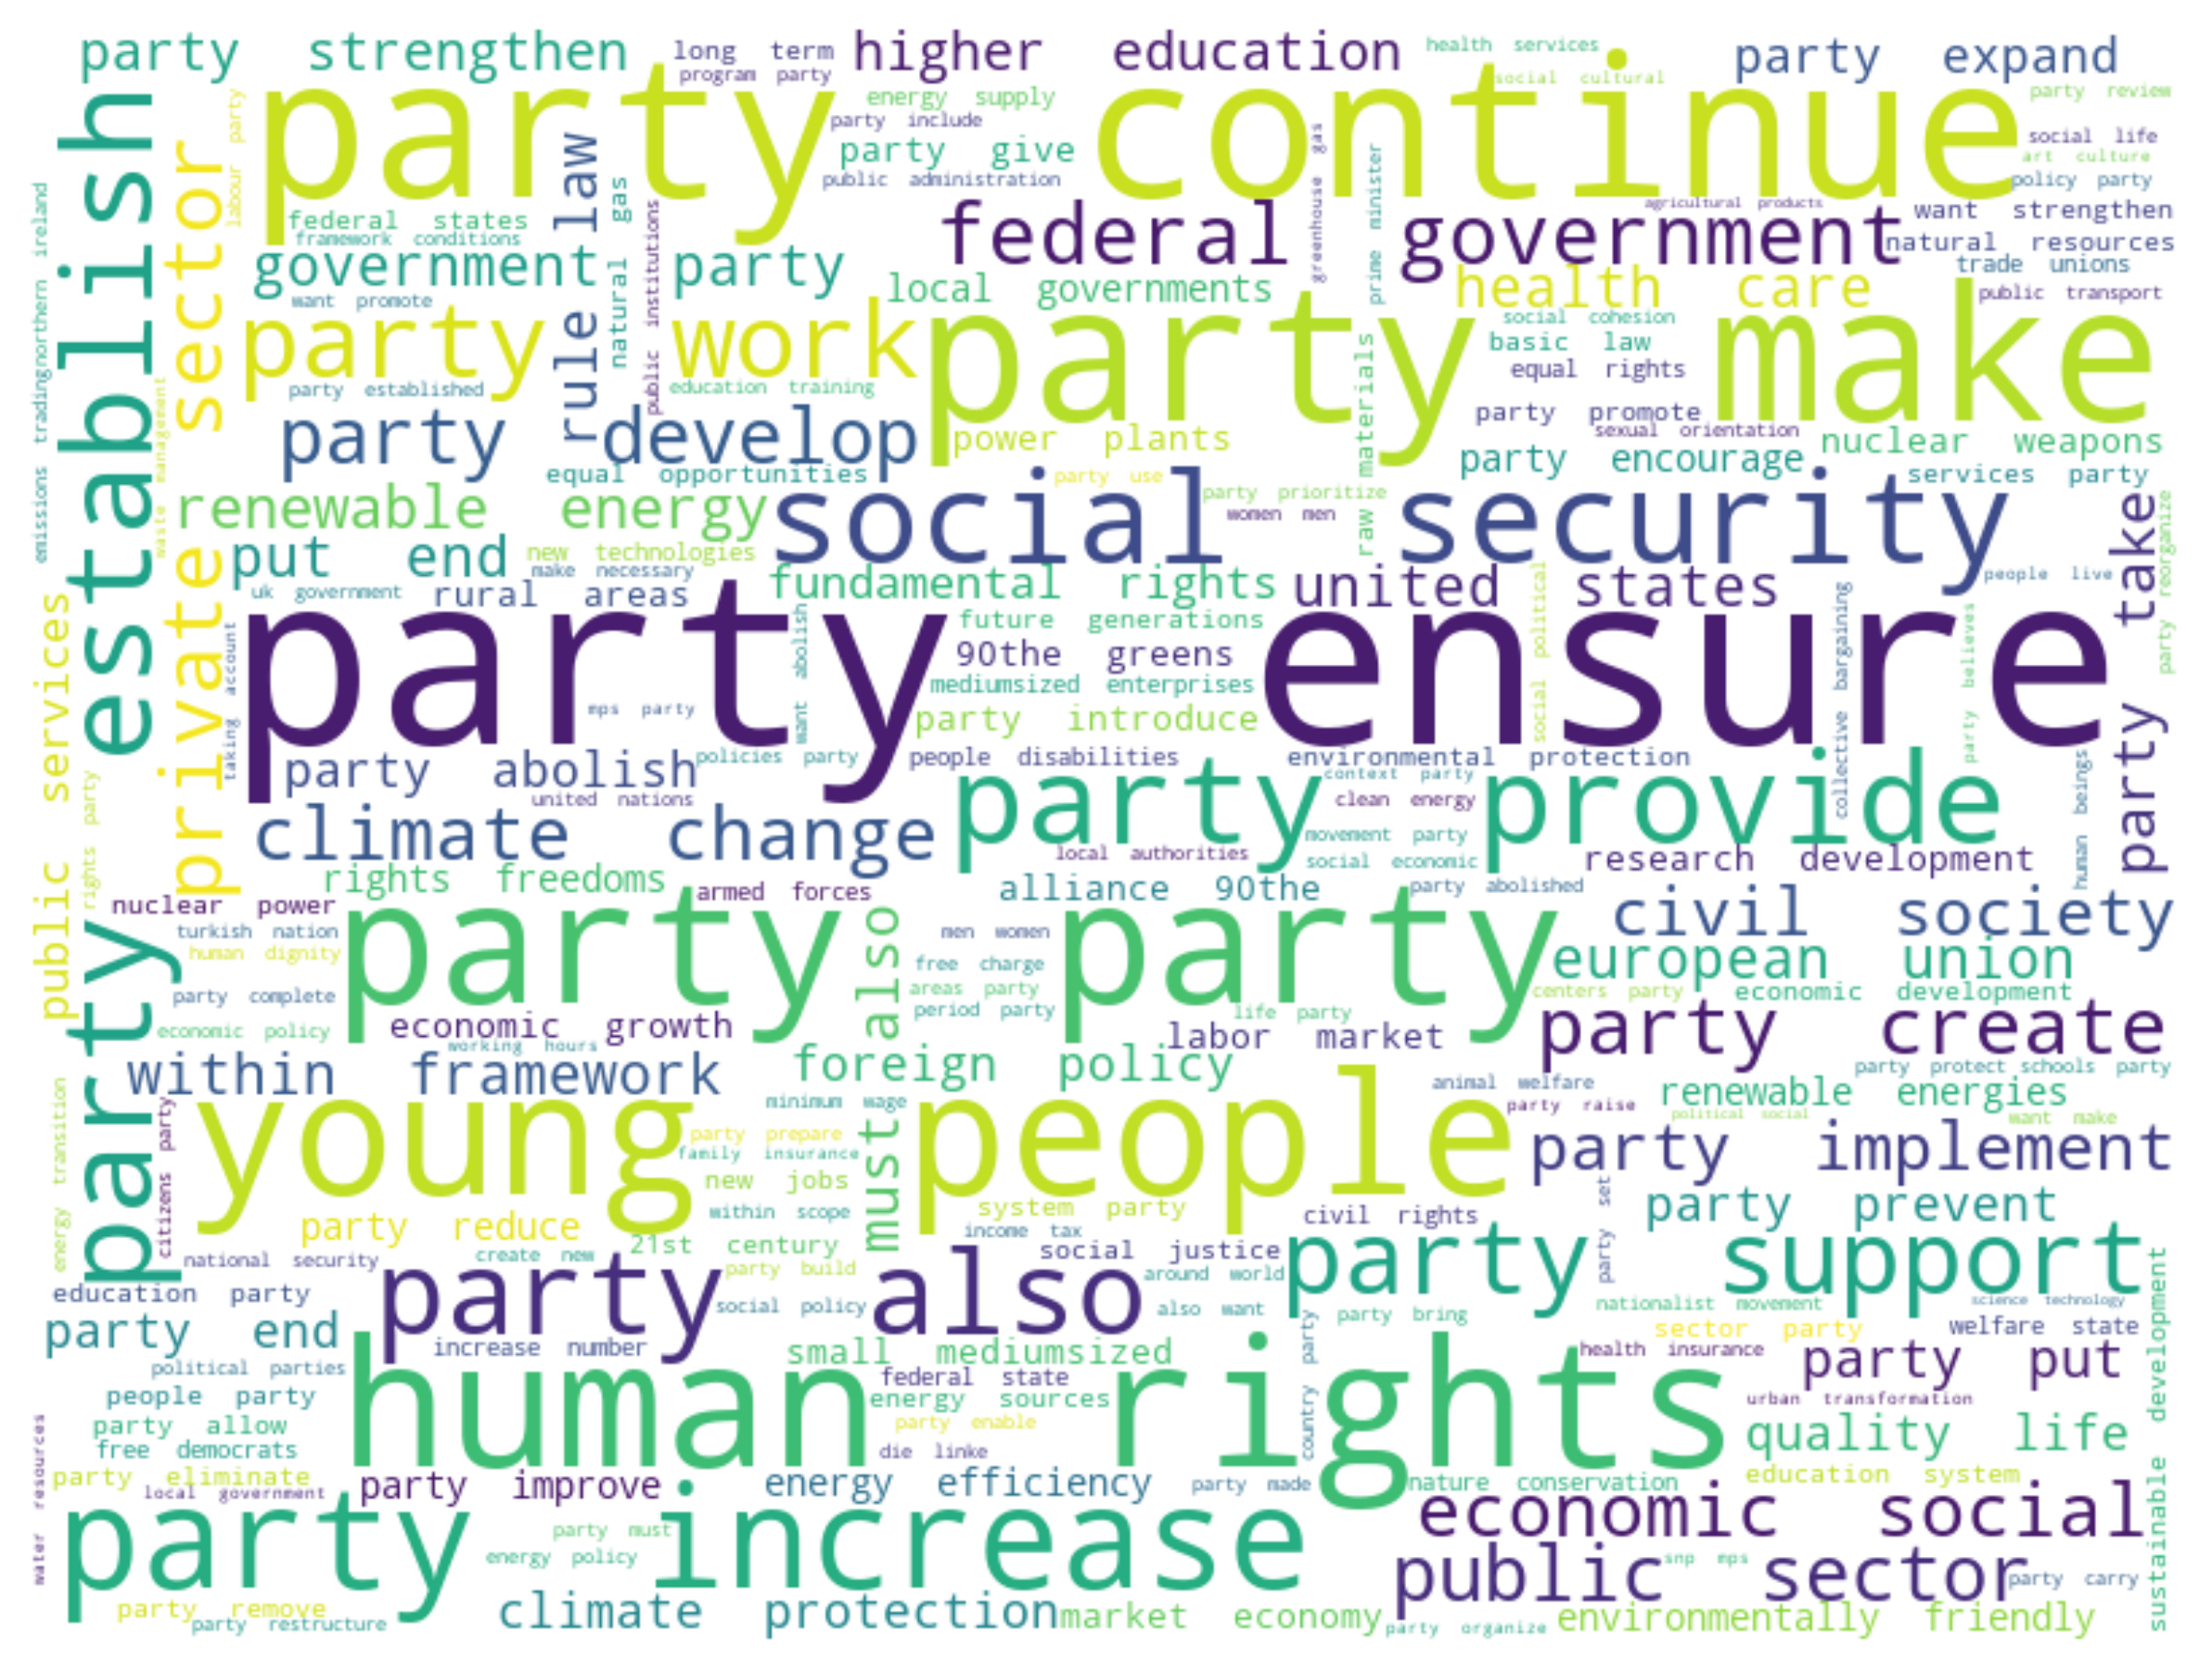 party strengthen
long term
higher education
health services
party expand
program party
social cultural
party continue
energy supply
party review
party include
social life
party give
art culture
public administration
policy party
labour party
rule law
greenhouse gas
prime minister
agricultural products
federal states
federal government
want strengthen
framework conditions
natural resources
government party
natural gas
public institutions
trade unions
want promote
local governments
health care
public transport
party work
party make
social cohesion
basic law
equal rights
party established
education training
raw materials
party promote
sexual orientation
party develop
power plants
nuclear weapons
party encourage
equal opportunities
party use
services party
renewable energy
social security
party prioritize
women men
put end
new technologies
make necessary
fundamental rights
united states
people live
uk government
rural areas
party ensure
future generations
90the greens
mediumsized enterprises
mps party
party introduce
want abolish
social political
collective bargaining
party believes
party take
party reorganize
party establish
private sector
public services
emissions trading
northern ireland
waste management
taking account
rights party
party abolish
policies party
people disabilities
environmental protection
united nations
party provide
context party
clean energy
climate change
movement party
local authorities
social economic
research development
human beings
rights freedoms
armed forces
alliance 90the
party abolished
nuclear power
party party
civil society
turkish nation
men women
human dignity
free charge
european union
areas party
centers party
economic development
party complete
period party
life party
economic policy
economic growth
labor market
party create
working hours
must also
within framework
foreign policy
party protect
schools party
animal welfare
renewable energies
young people
minimum wage
party raise
political social
want make
party prepare
family insurance
party implement
new jobs
energy transition
citizens party
within scope
system party
civil rights
party set
party prevent
party reduce
income tax
21st century
social justice
party support
national security
create new
party also
party build
around world
education party
social policy
also want
party bring
nationalist movement
science technology
party end
sector party
welfare state
increase number
small mediumsized
health insurance
party put
political parties
human rights
federal state
country party
people party
energy sources
urban transformation
party allow
party enable
quality life
free democrats
die linke
party eliminate
education system
local government
party improve
energy efficiency
party made
nature conservation
water resources
party increase
economic social
party must
energy policy
public sector
snp mps
party carry
sustainable development
party remove
party restructure
climate protection
market economy
party organize
environmentally friendly